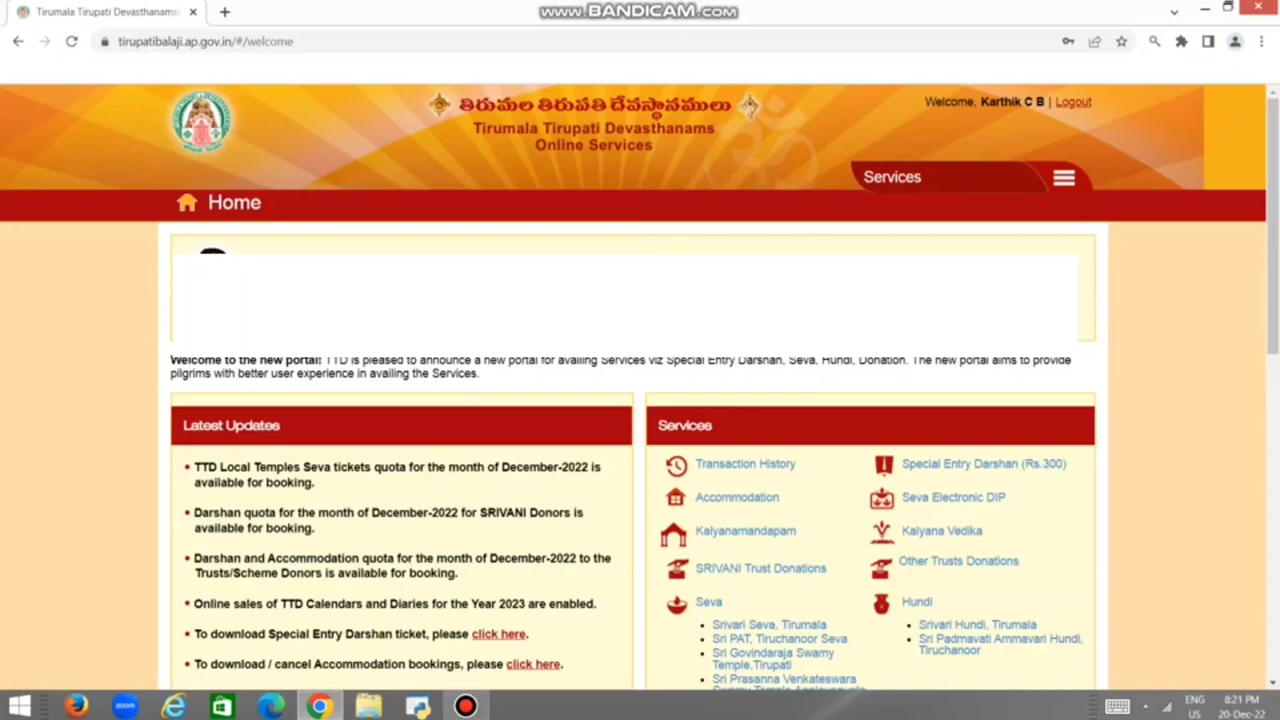 Tirumala Tirupati Devasthanams
www.BANDICAM.com
tirupatibalaji.ap.gov.in/#/welcome
తిరుమల తిరుపతి దేవస్థానములు
Tirumala Tirupati Devasthanams
Online Services
Welcome, Karthik C B | Logout
Services
Home
Welcome to the new portal! TTD is pleased to announce a new portal for availing Services viz Special Entry Darshan, Seva, Hundi, Donation. The new portal aims to provide
pilgrims with better user experience in availing the Services.
Latest Updates
• TTD Local Temples Seva tickets quota for the month of December-2022 is
available for booking.
• Darshan quota for the month of December-2022 for SRIVANI Donors is
available for booking.
• Darshan and Accommodation quota for the month of December-2022 to the
Trusts/Scheme Donors is available for booking.
• Online sales of TTD Calendars and Diaries for the Year 2023 are enabled.
• To download Special Entry Darshan ticket, please click here.
• To download / cancel Accommodation bookings, please click here.
Services
Transaction History
Special Entry Darshan (Rs.300)
Accommodation
Seva Electronic DIP
Kalyanamandapam
Kalyana Vedika
SRIVANI Trust Donations
Other Trusts Donations
Seva
• Srivari Seva, Tirumala
• Sri PAT, Tiruchanoor Seva
• Sri Govindaraja Swamy
Temple,Tirupati
• Sri Prasanna Venkateswara
Hundi
• Srivari Hundi, Tirumala
• Sri Padmavati Ammavari Hundi,
Tiruchanoor
zoom
ENG
US
8:21 PM
20-Dec-22